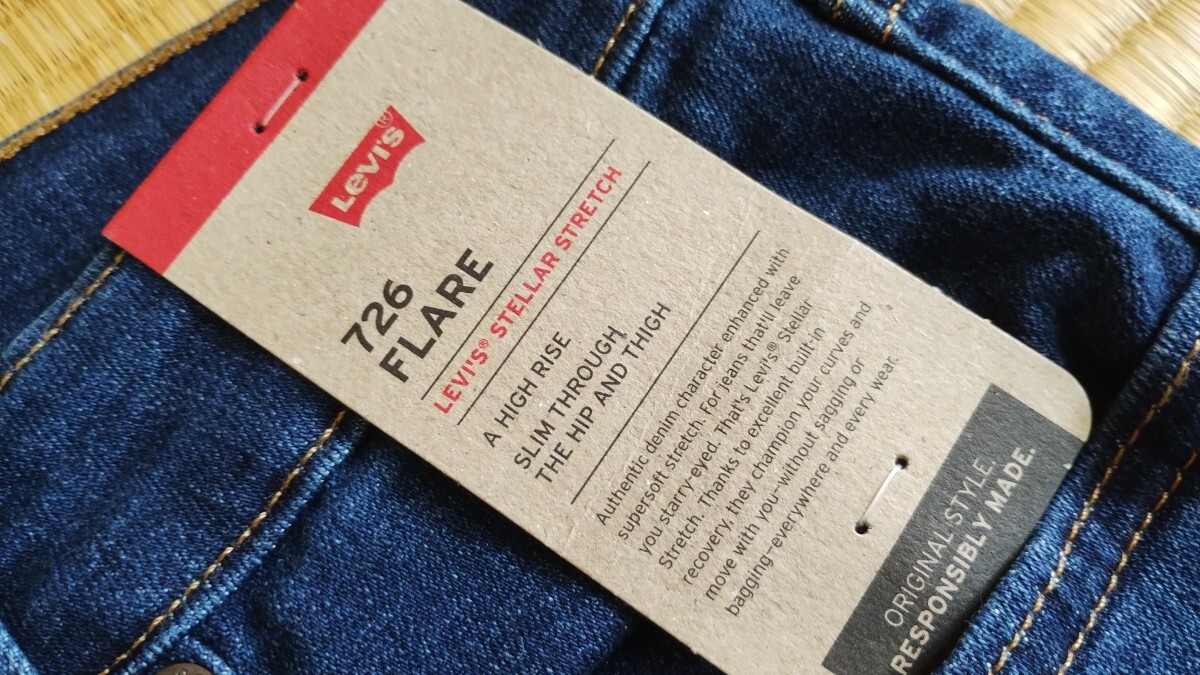 LEVI'S®
726
FLARE
LEVI'S® STELLAR STRETCH
A HIGH RISE
SLIM THROUGH
THE HIP AND THIGH
Authentic denim character enhanced with
supersoft stretch. For jeans that'll leave
you starry-eyed. That's Levi's® Stellar
Stretch. Thanks to excellent built-in
recovery, they champion your curves and
move with you—without sagging or
bagging—everywhere and every wear.
ORIGINAL STYLE.
RESPONSIBLY MADE.